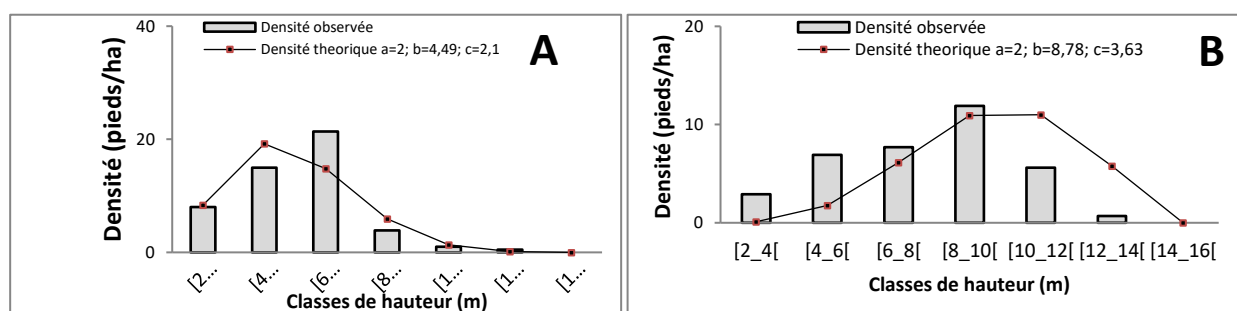 40
20
0
Densité (pieds/ha)
Densité observée
Densité theorique a=2; b=4,49; c=2,1
A
[2...
[4...
[6...
[8...
[1...
[1...
[1...
Classes de hauteur (m)
20
10
0
Densité (pieds/ha)
Densité observée
Densité theorique a=2; b=8,78; c=3,63
B
[2_4[ [4_6[ [6_8[ [8_10[ [10_12[ [12_14[ [14_16[
Classes de hauteur (m)